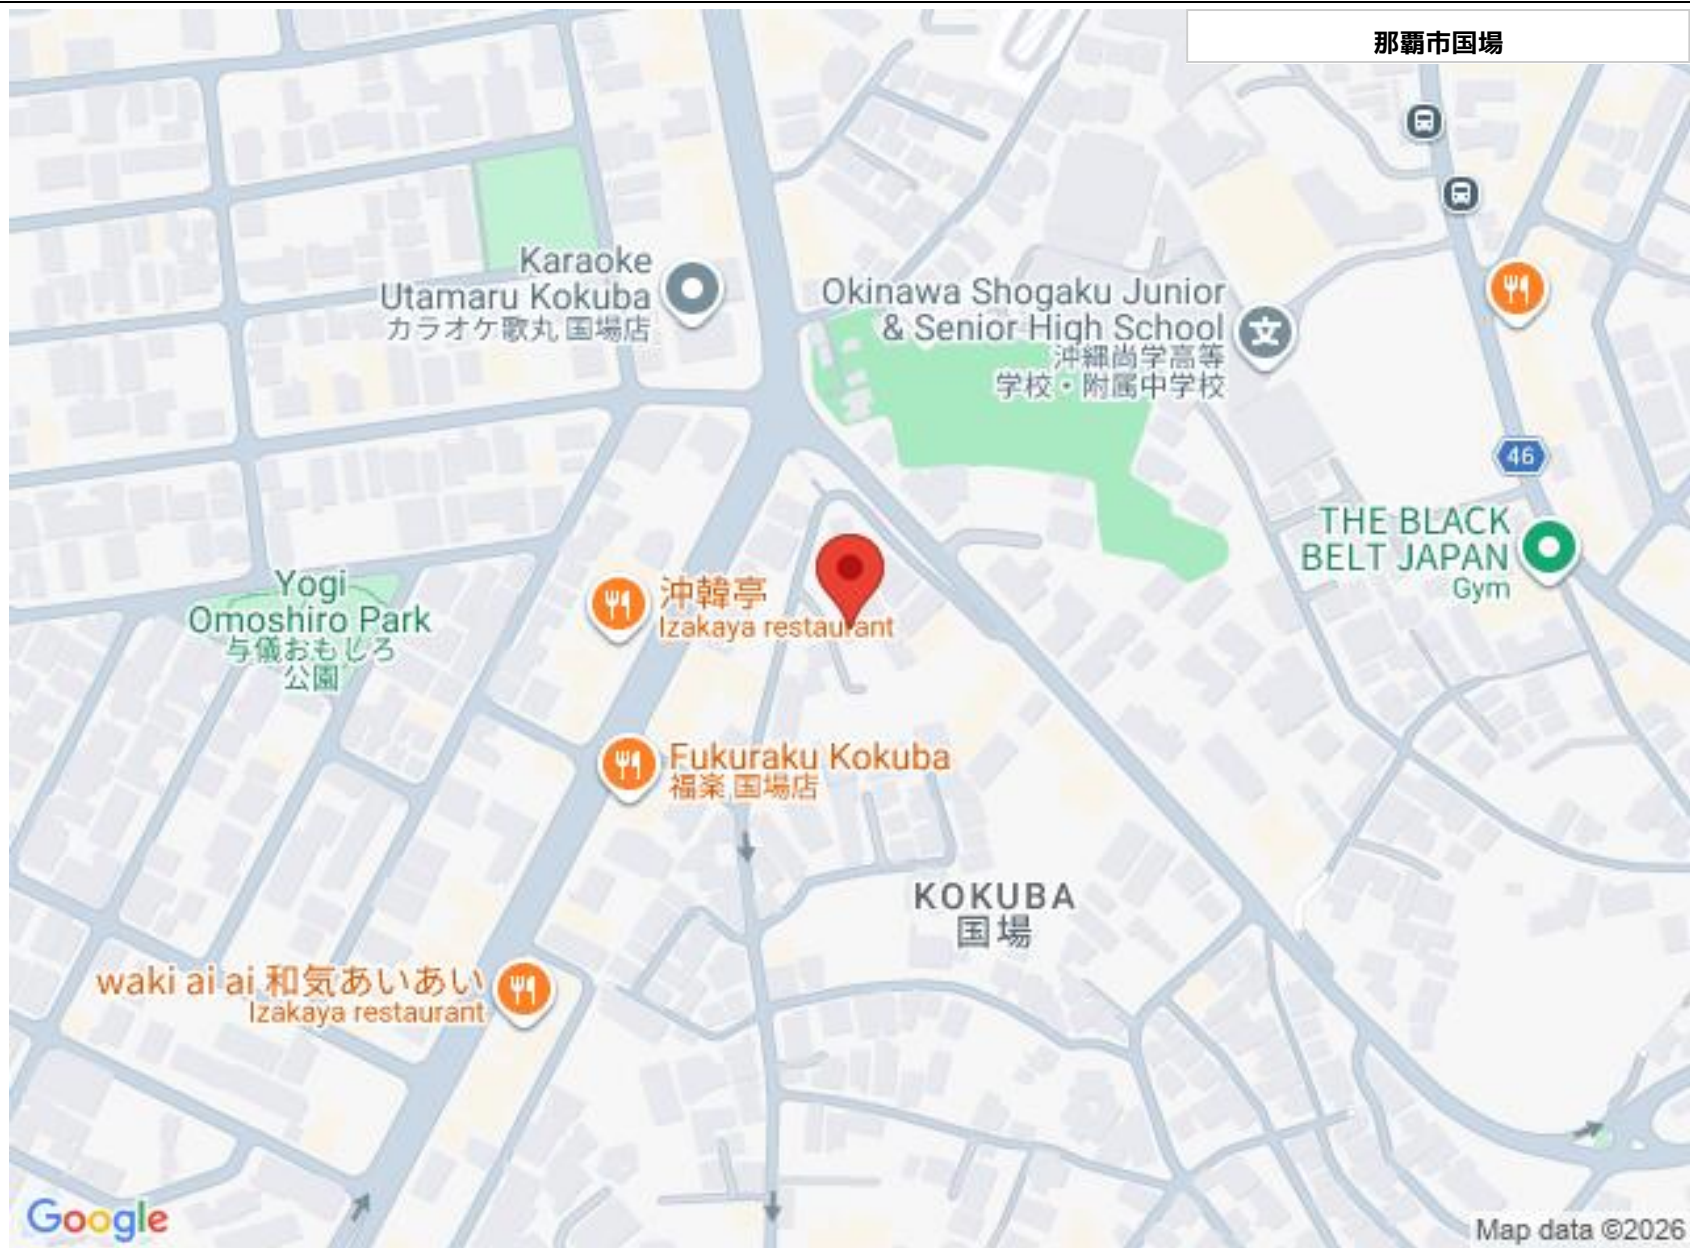 那覇市国場
Karaoke
Utamaru Kokuba
カラオケ歌丸 国場店
Okinawa Shogaku Junior
& Senior High School
沖縄尚学高等
学校・附属中学校
46
THE BLACK
BELT JAPAN
Gym
Yogi
Omoshiro Park
与儀おもしろ
公園
沖韓亭
Izakaya restaurant
Fukuraku Kokuba
福楽 国場店
KOKUBA
国場
waki ai ai 和気あいあい
Izakaya restaurant
Google
Map data ©2026